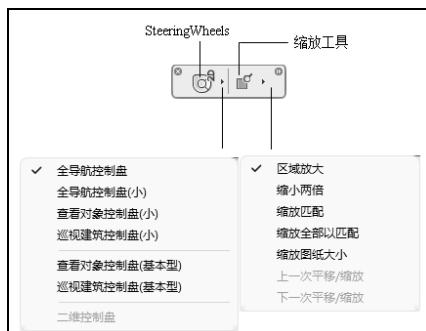 SteeringWheels
缩放工具
2D
全导航控制盘
全导航控制盘(小)
查看对象控制盘(小)
巡视建筑控制盘(小)
查看对象控制盘(基本型)
巡视建筑控制盘(基本型)
二维控制盘
区域放大
缩小两倍
缩放匹配
缩放全部以匹配
缩放图纸大小
上一次平移/缩放
下一次平移/缩放